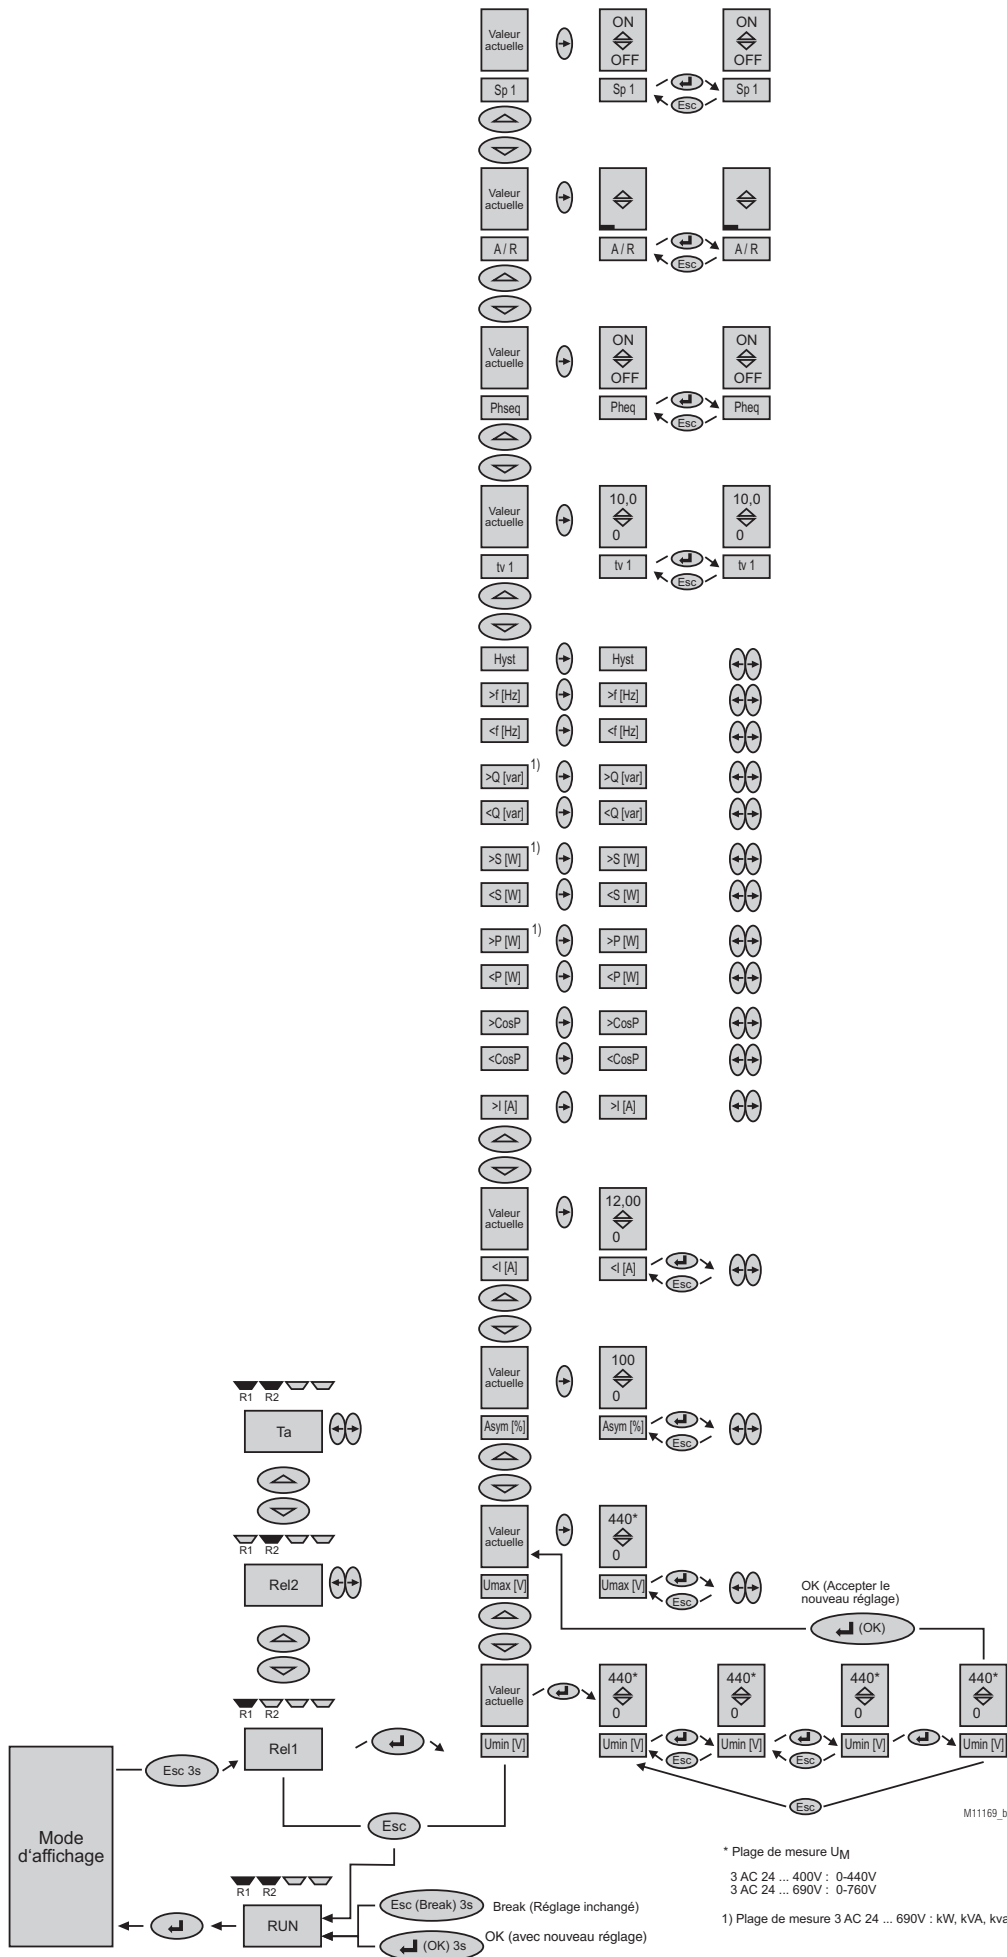 Valeur
actuelle
ON
OFF
ON
OFF
Sp 1
Sp 1
Esc
Sp 1
Valeur
actuelle
A / R
A / R
Esc
A / R
Valeur
actuelle
ON
OFF
ON
OFF
Phseq
Pheq
Esc
Pheq
Valeur
actuelle
10,0
0
10,0
0
tv 1
tv 1
Esc
tv 1
Hyst
Hyst
>f [Hz]
>f [Hz]
<f [Hz]
<f [Hz]
>Q [var] 1)
>Q [var]
<Q [var]
<Q [var]
>S [W] 1)
>S [W]
<S [W]
<S [W]
>P [W] 1)
>P [W]
<P [W]
<P [W]
>CosP
>CosP
<CosP
<CosP
>I [A]
>I [A]
Valeur
actuelle
12,00
0
<I [A]
<I [A]
Esc
Valeur
actuelle
100
0
Asym [%]
Asym [%]
Esc
R1 R2
Ta
Valeur
actuelle
440*
0
Umax [V]
Umax [V]
Esc
R1 R2
Rel2
OK (Accepter le
nouveau réglage)
(OK)
Valeur
actuelle
440*
0
440*
0
440*
0
440*
0
Umin [V]
Umin [V]
Esc
Umin [V]
Esc
Umin [V]
Umin [V]
Esc
R1 R2
Rel1
Esc 3s
Esc
Mode
d'affichage
R1 R2
RUN
Esc (Break) 3s
Break (Réglage inchangé)
(OK) 3s
OK (avec nouveau réglage)
M11169_b
* Plage de mesure UM
3 AC 24 ... 400V : 0-440V
3 AC 24 ... 690V : 0-760V
1) Plage de mesure 3 AC 24 ... 690V : kW, kVA, kva